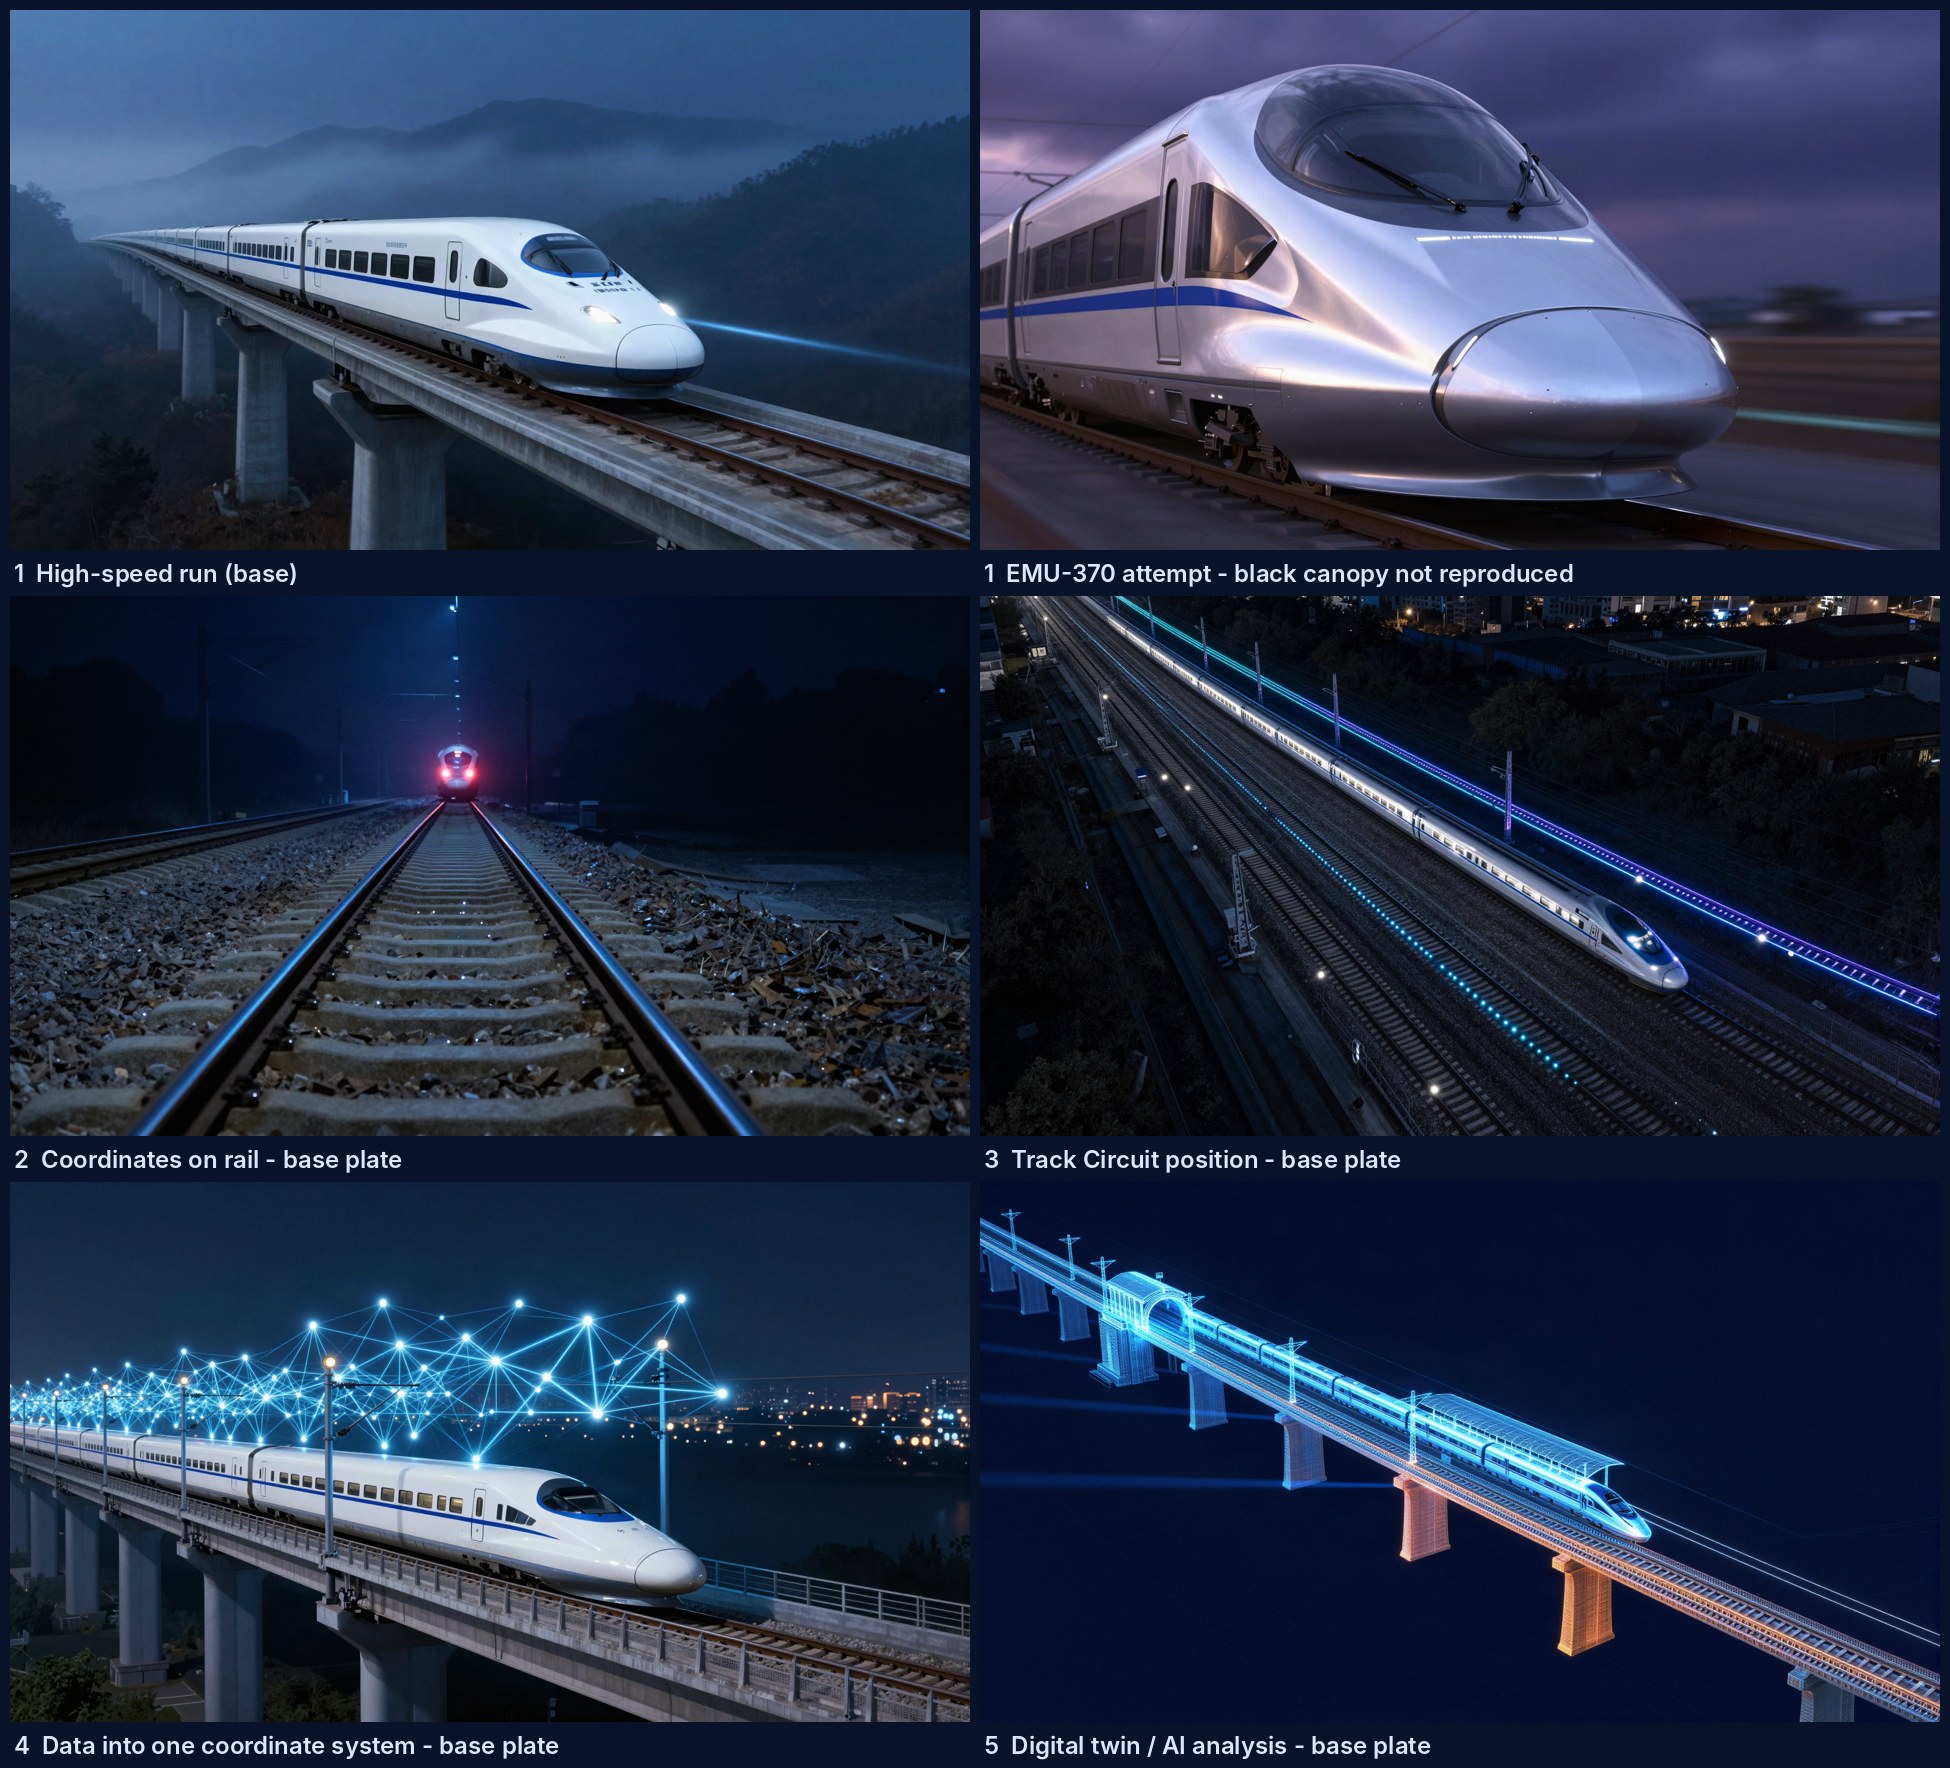 1 High-speed run (base)
1 EMU-370 attempt - black canopy not reproduced
2 Coordinates on rail - base plate
3 Track Circuit position - base plate
4 Data into one coordinate system - base plate
5 Digital twin / AI analysis - base plate